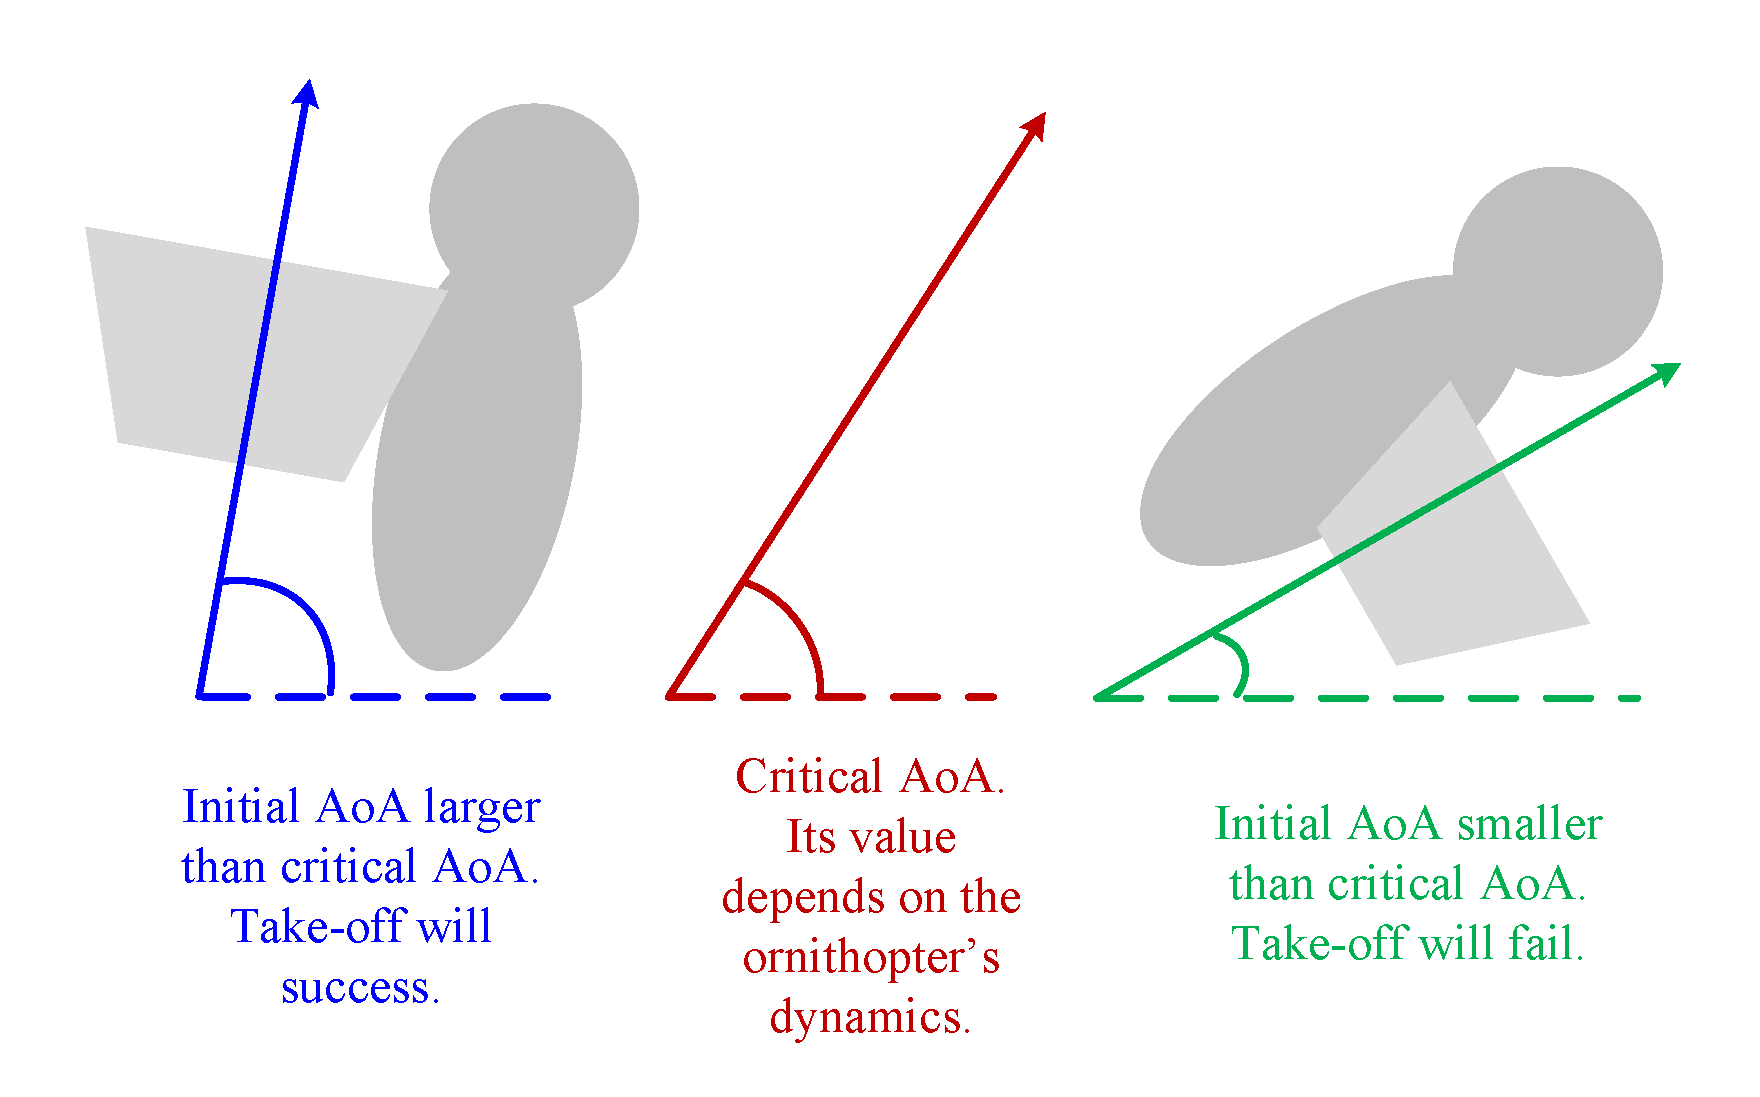 Initial AoA larger
than critical AoA.
Take-off will
success.
Critical AoA.
Its value
depends on the
ornithopter’s
dynamics.
Initial AoA smaller
than critical AoA.
Take-off will fail.